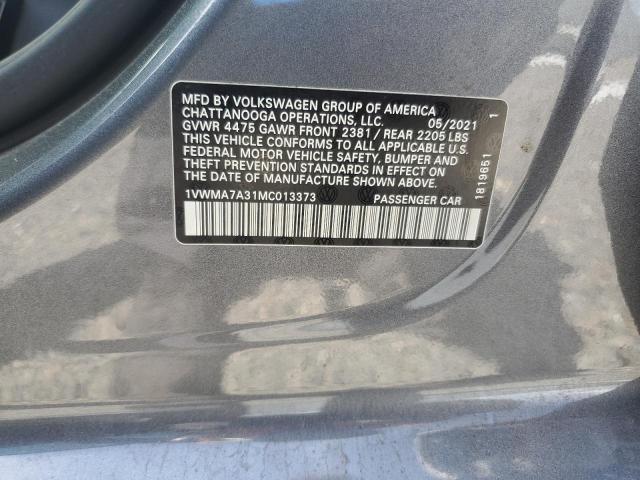 MFD BY VOLKSWAGEN GROUP OF AMERICA
CHATTANOOGA OPERATIONS, LLC. 05/2021
GVWR 4475 GAWR FRONT 2381 / REAR 2205 LBS
THIS VEHICLE CONFORMS TO ALL APPLICABLE U.S.
FEDERAL MOTOR VEHICLE SAFETY, BUMPER AND
THEFT PREVENTION STANDARDS IN EFFECT ON
THE DATE OF MANUFACTURE SHOWN ABOVE.
1VWMA7A31MC013373 PASSENGER CAR
1819651 1